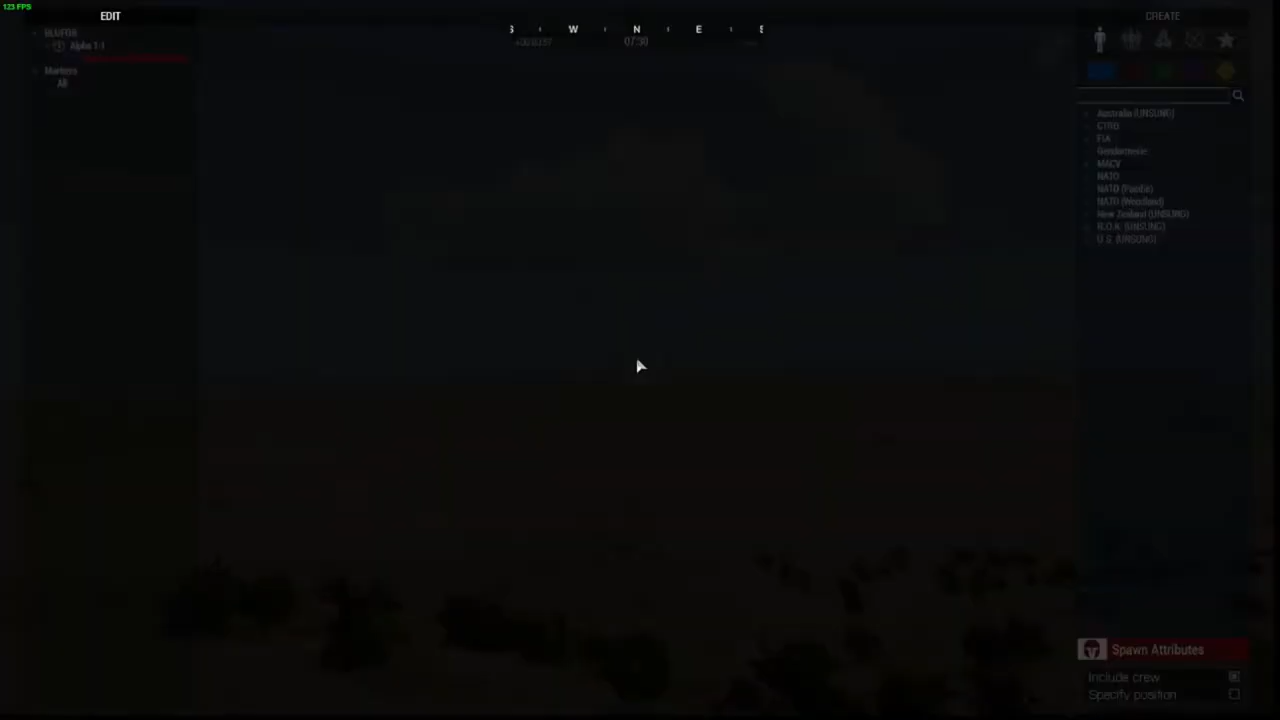 123 FPS
EDIT
BLUFOR
Alpha 1-1
Markers
All
S W N E S
07:30
CREATE
Australia (UNSUNG)
CTRG
FIA
Gendarmerie
MACV
NATO
NATO (Pacific)
NATO (Woodland)
New Zealand (UNSUNG)
R.O.K. (UNSUNG)
U.S. (UNSUNG)
Spawn Attributes
Include crew
Specify position